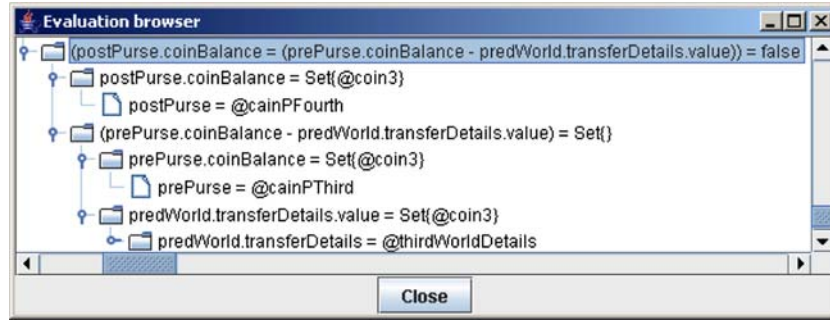 Evaluation browser
(postPurse.coinBalance = (prePurse.coinBalance - predWorld.transferDetails.value)) = false
postPurse.coinBalance = Set{@coin3}
postPurse = @cainPFourth
(prePurse.coinBalance - predWorld.transferDetails.value) = Set{}
prePurse.coinBalance = Set{@coin3}
prePurse = @cainPThird
predWorld.transferDetails.value = Set{@coin3}
predWorld.transferDetails = @thirdWorldDetails
Close